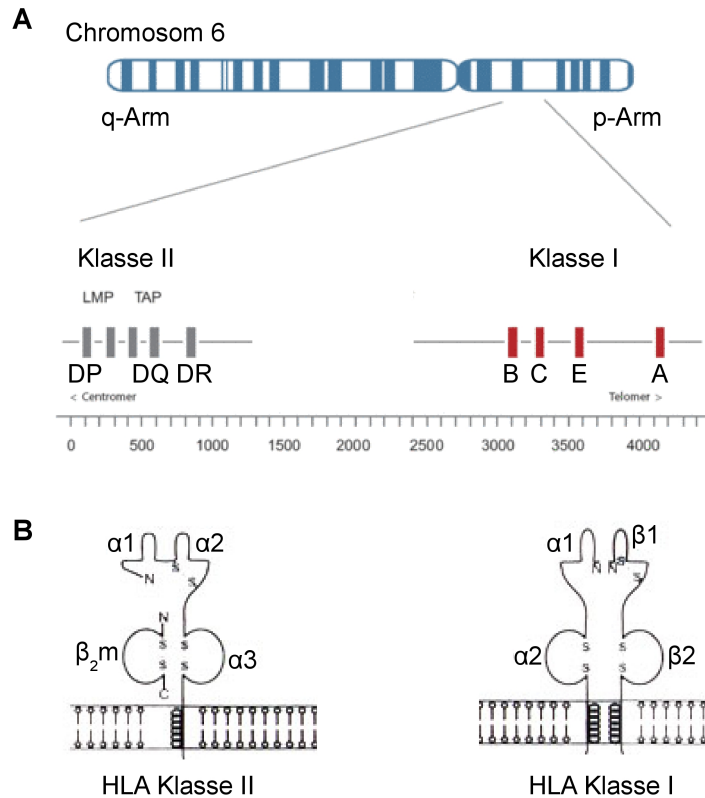 A
Chromosom 6
q-Arm p-Arm
Klasse II Klasse I
LMP TAP
DP DQ DR B C E A
< Centromer Telomer >
0 500 1000 1500 2000 2500 3000 3500 4000
B
α1 α2 α1 β1
N S S N N S S
N
β₂m S S S S α3 α2 S S S S β2
C
HLA Klasse II HLA Klasse I